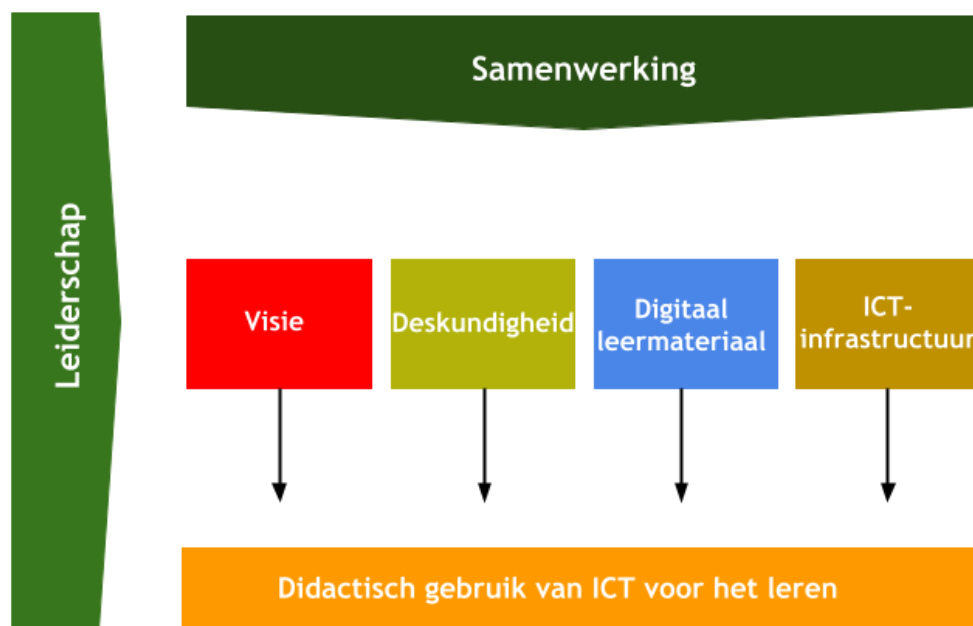 Samenwerking
Leiderschap
Visie
Deskundigheid
Digitaal
leermateriaal
ICT-
infrastructuur
Didactisch gebruik van ICT voor het leren